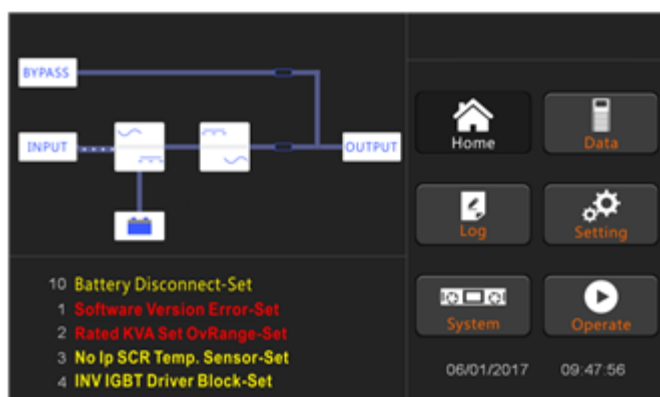 BYPASS
INPUT
OUTPUT
10 Battery Disconnect-Set
1 Software Version Error-Set
2 Rated KVA Set OvRange-Set
3 No Ip SCR Temp. Sensor-Set
4 INV IGBT Driver Block-Set
Home
Data
Log
Setting
System
Operate
06/01/2017 09:47:56